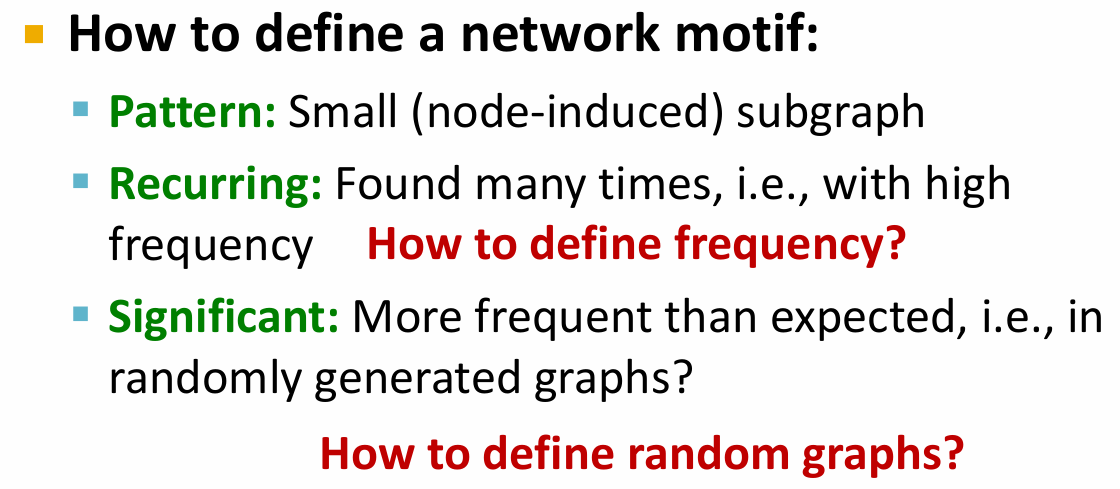 How to define a network motif:
Pattern: Small (node-induced) subgraph
Recurring: Found many times, i.e., with high
frequency How to define frequency?
Significant: More frequent than expected, i.e., in
randomly generated graphs?
How to define random graphs?